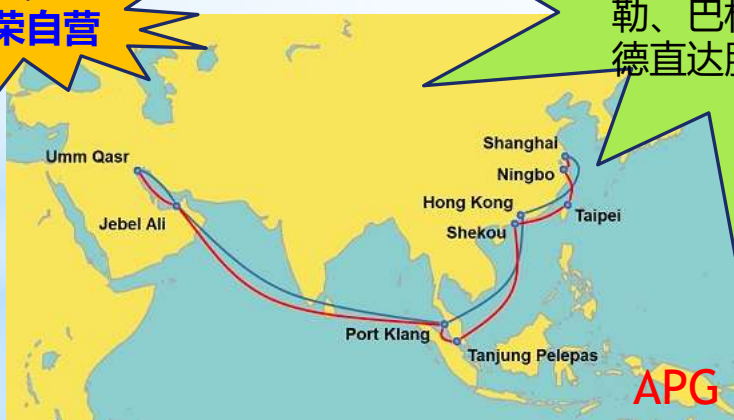 荣自营
勒、巴
德直达
Shanghai
Umm Qasr
Ningbo
Hong Kong
Jebel Ali
Taipei
Shekou
Port Klang
Tanjung Pelepas
APG